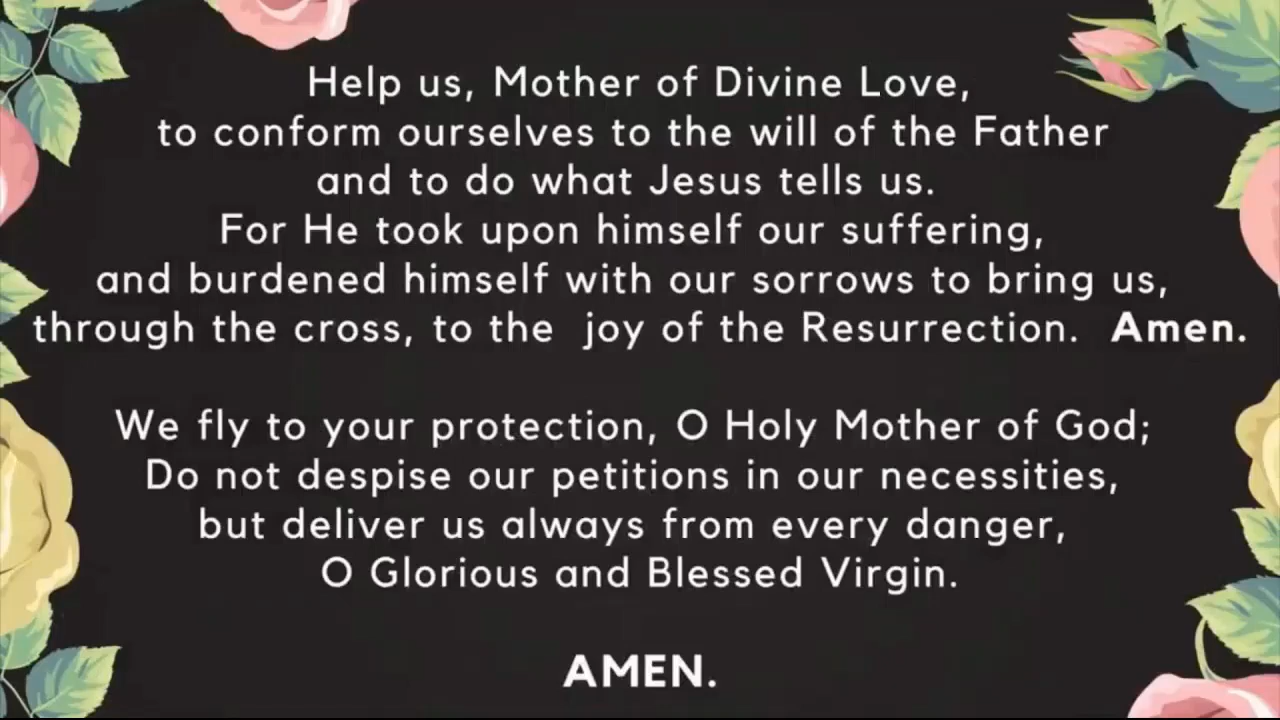 Help us, Mother of Divine Love,
to conform ourselves to the will of the Father
and to do what Jesus tells us.
For He took upon himself our suffering,
and burdened himself with our sorrows to bring us,
through the cross, to the joy of the Resurrection. Amen.
We fly to your protection, O Holy Mother of God;
Do not despise our petitions in our necessities,
but deliver us always from every danger,
O Glorious and Blessed Virgin.
AMEN.